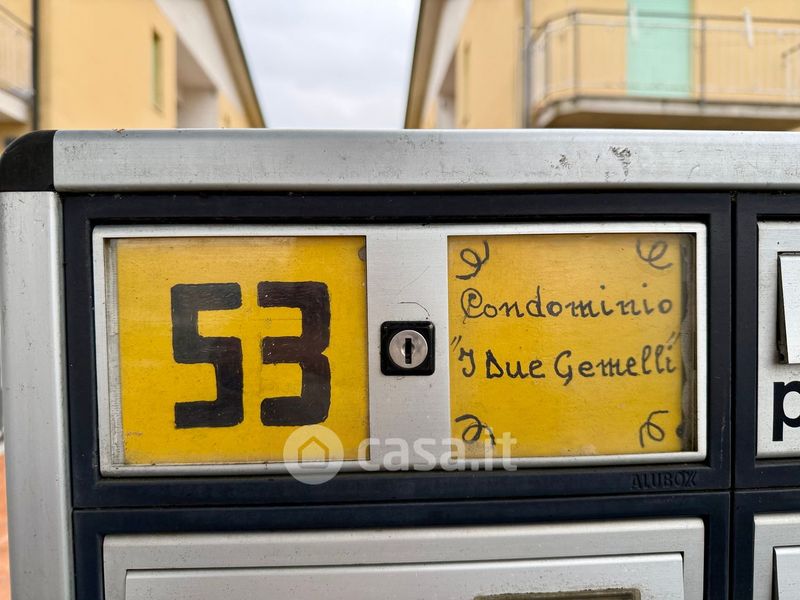 53
Condominio
"I Due Gemelli"
casa.it
ALUBOX
p